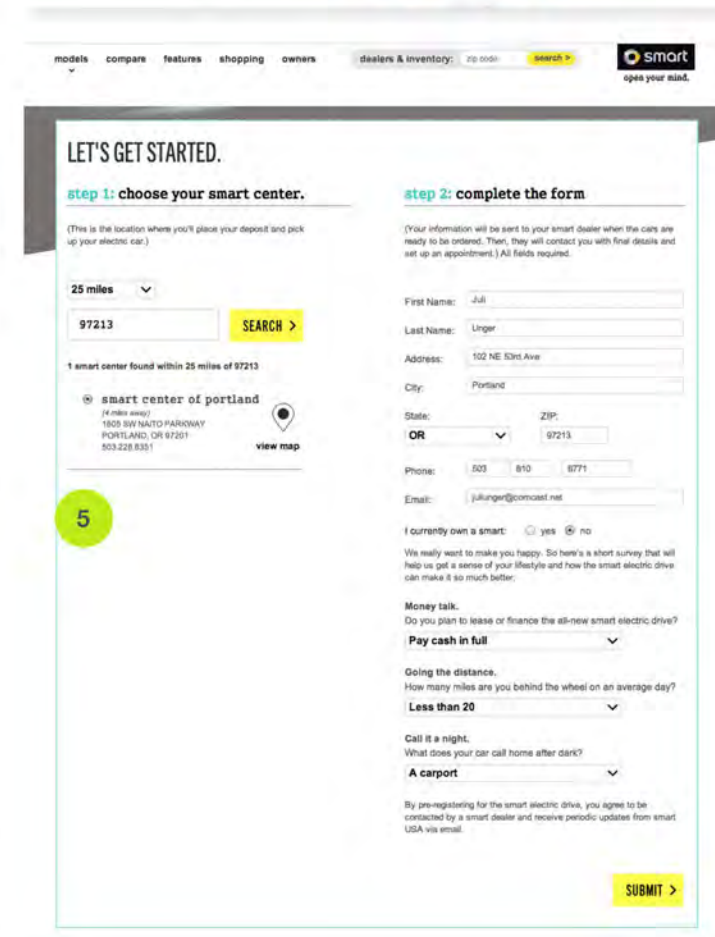 models compare features shopping owners dealers & inventory: zip code search >
smart
open your mind.
LET'S GET STARTED.
step 1: choose your smart center.
(This is the location where you'll place your deposit and pick
up your electric car.)
25 miles
97213 SEARCH >
1 smart center found within 25 miles of 97213
smart center of portland
(4 miles away)
1605 SW NAITO PARKWAY
PORTLAND, OR 97201
503.228.8351
view map
5
step 2: complete the form
(Your information will be sent to your smart dealer when the cars are
ready to be ordered. Then, they will contact you with final details and
set up an appointment.) All fields required.
First Name: Juli
Last Name: Unger
Address: 102 NE 53rd Ave
City: Portland
State: ZIP:
OR 97213
Phone: 503 810 6771
Email: juliunger@comcast.net
I currently own a smart: yes no
We really want to make you happy. So here's a short survey that will
help us get a sense of your lifestyle and how the smart electric drive
can make it so much better.
Money talk.
Do you plan to lease or finance the all-new smart electric drive?
Pay cash in full
Going the distance.
How many miles are you behind the wheel on an average day?
Less than 20
Call it a night.
What does your car call home after dark?
A carport
By pre-registering for the smart electric drive, you agree to be
contacted by a smart dealer and receive periodic updates from smart
USA via email.
SUBMIT >